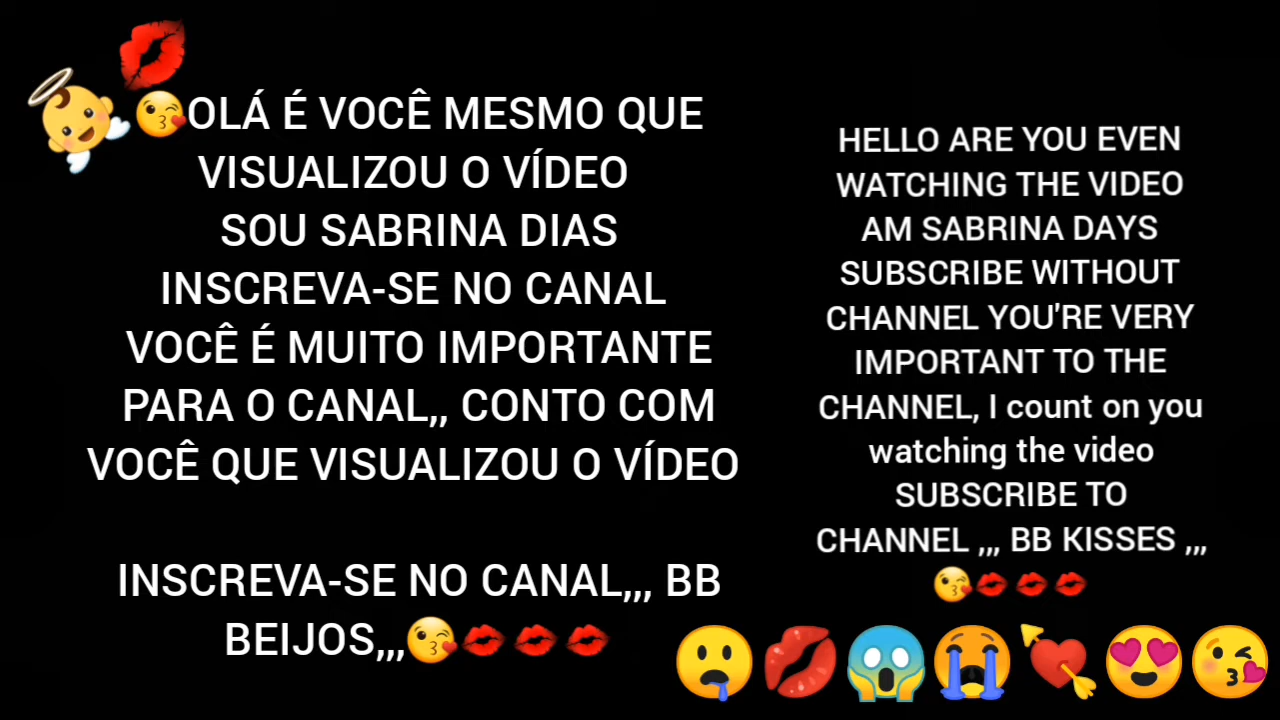 OLÁ É VOCÊ MESMO QUE
VISUALIZOU O VÍDEO
SOU SABRINA DIAS
INSCREVA-SE NO CANAL
VOCÊ É MUITO IMPORTANTE
PARA O CANAL,, CONTO COM
VOCÊ QUE VISUALIZOU O VÍDEO
INSCREVA-SE NO CANAL,,, BB
BEIJOS,,,😘💋💋💋
HELLO ARE YOU EVEN
WATCHING THE VIDEO
AM SABRINA DAYS
SUBSCRIBE WITHOUT
CHANNEL YOU'RE VERY
IMPORTANT TO THE
CHANNEL, I count on you
watching the video
SUBSCRIBE TO
CHANNEL ,,, BB KISSES ,,,
😘💋💋💋